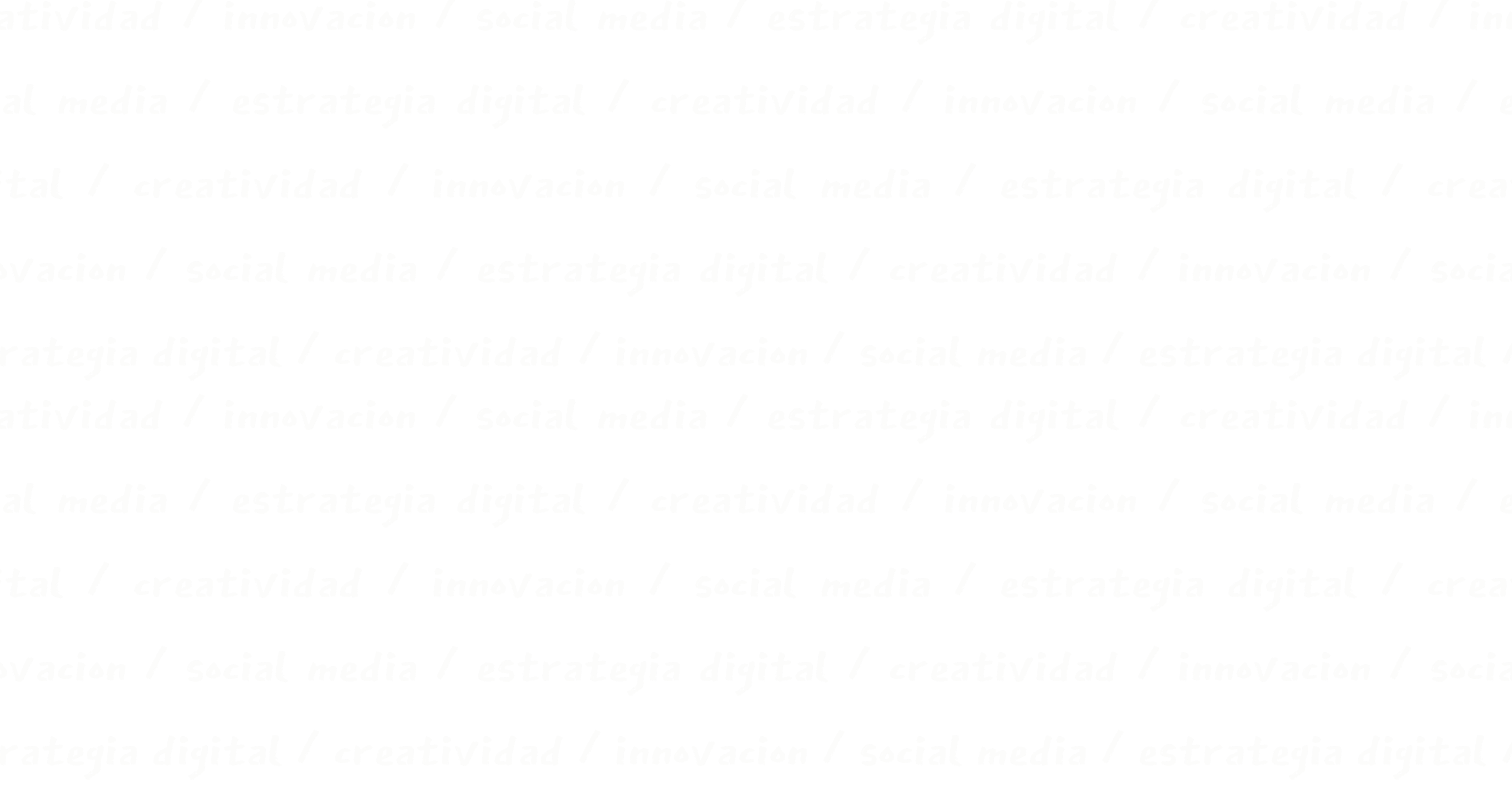 atividad / innovacion / social media / estrategia digital / creatividad / in
al media / estrategia digital / creatividad / innovacion / social media / e
tal / creatividad / innovacion / social media / estrategia digital / crea
ovacion / social media / estrategia digital / creatividad / innovacion / socia
rategia digital / creatividad / innovacion / social media / estrategia digital /
atividad / innovacion / social media / estrategia digital / creatividad / in
al media / estrategia digital / creatividad / innovacion / social media / e
tal / creatividad / innovacion / social media / estrategia digital / crea
ovacion / social media / estrategia digital / creatividad / innovacion / socia
rategia digital / creatividad / innovacion / social media / estrategia digital /